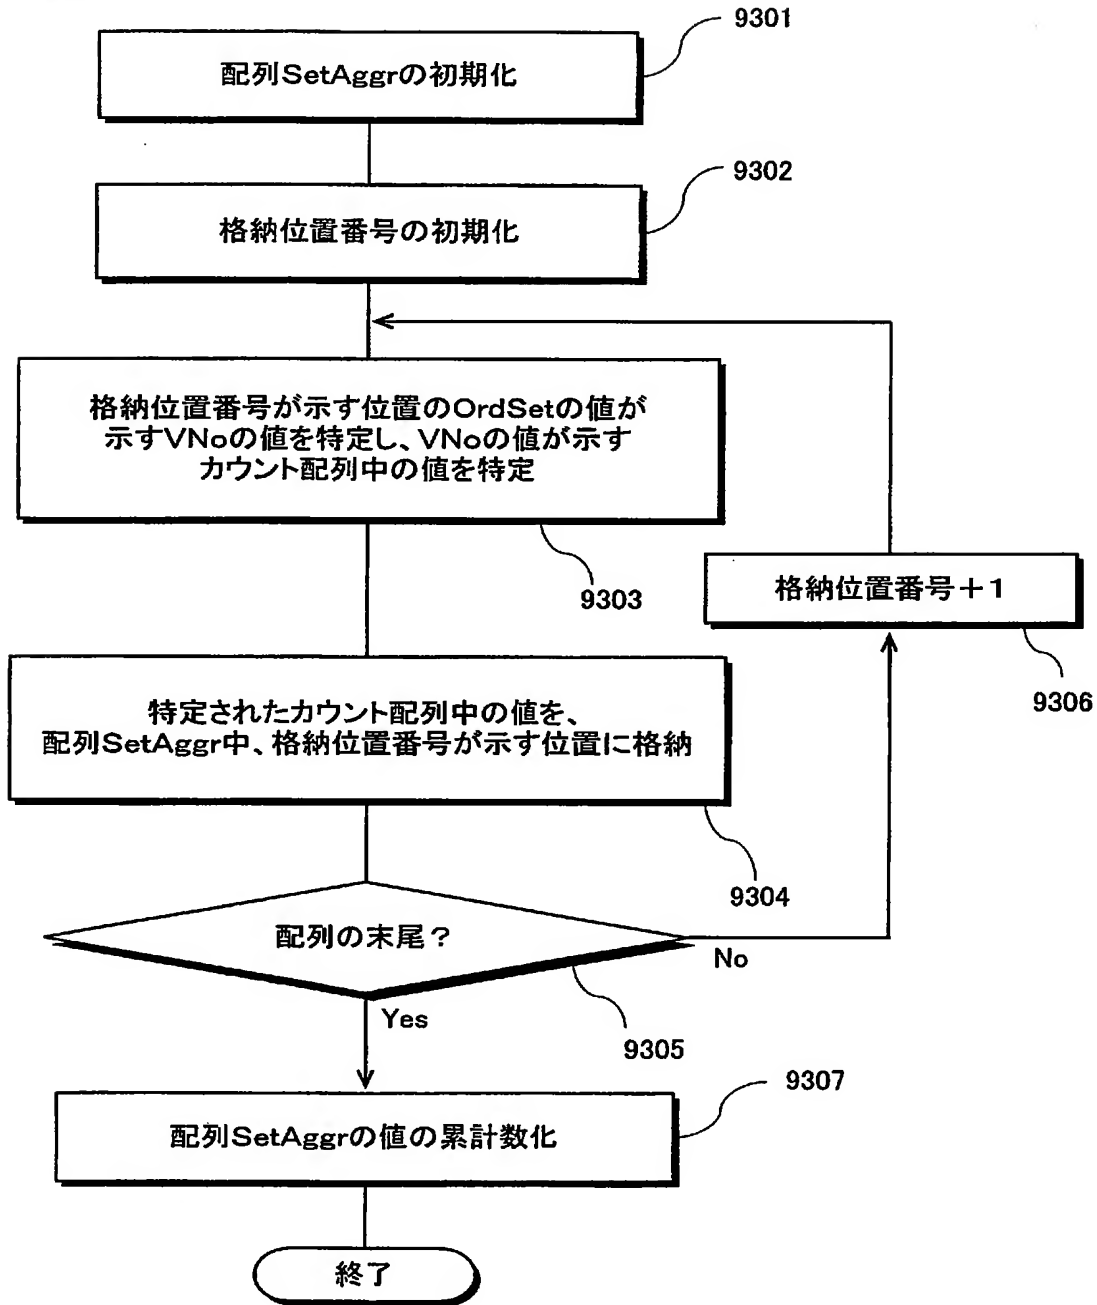 9301
配列SetAggrの初期化
9302
格納位置番号の初期化
格納位置番号が示す位置のOrdSetの値が
示すVNoの値を特定し、VNoの値が示す
カウント配列中の値を特定
9303
格納位置番号＋1
9306
特定されたカウント配列中の値を、
配列SetAggr中、格納位置番号が示す位置に格納
9304
配列の末尾？
No
Yes
9305
9307
配列SetAggrの値の累計数化
終了